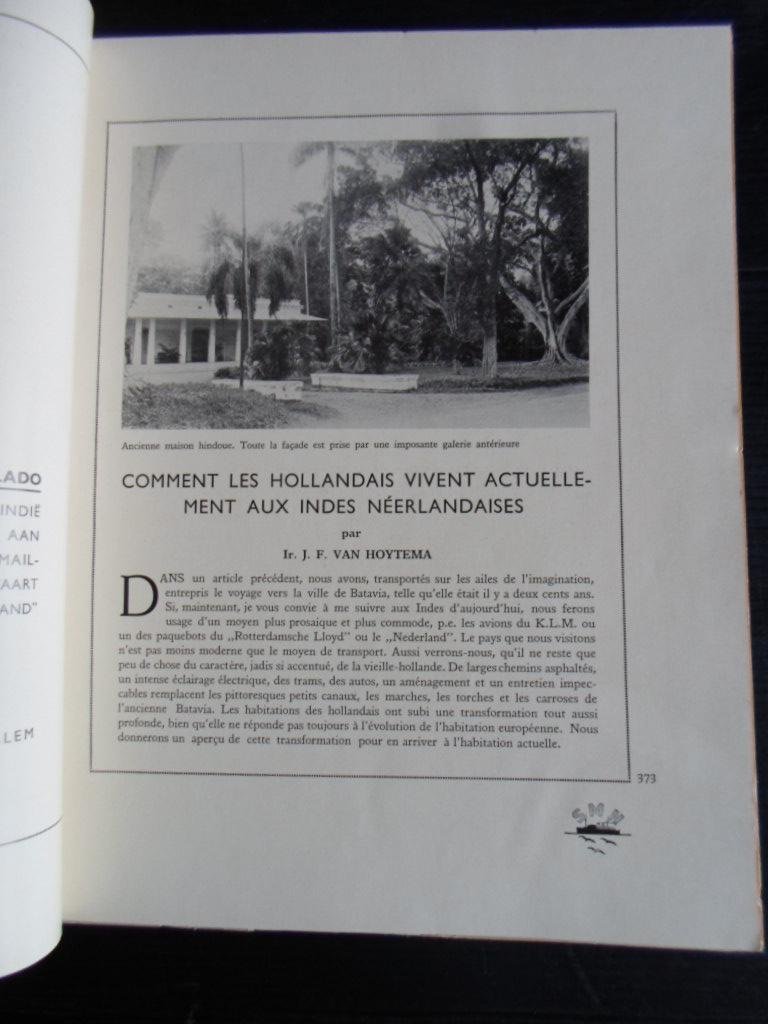 LADO
INDIË
AAN
MAIL-
AART
AND"
LEM
Ancienne maison hindoue. Toute la façade est prise par une imposante galerie antérieure
COMMENT LES HOLLANDAIS VIVENT ACTUELLE-
MENT AUX INDES NÉERLANDAISES
par
Ir. J. F. VAN HOYTEMA
DANS un article précédent, nous avons, transportés sur les ailes de l'imagination,
entrepris le voyage vers la ville de Batavia, telle qu'elle était il y a deux cents ans.
Si, maintenant, je vous convie à me suivre aux Indes d'aujourd'hui, nous ferons
usage d'un moyen plus prosaique et plus commode, p.e. les avions du K.L.M. ou
un des paquebots du „Rotterdamsche Lloyd" ou le „Nederland". Le pays que nous visitons
n'est pas moins moderne que le moyen de transport. Aussi verrons-nous, qu'il ne reste que
peu de chose du caractère, jadis si accentué, de la vieille-hollande. De larges chemins asphaltés,
un intense éclairage électrique, des trams, des autos, un aménagement et un entretien impec-
cables remplacent les pittoresques petits canaux, les marches, les torches et les carroses de
l'ancienne Batavia. Les habitations des hollandais ont subi une transformation tout aussi
profonde, bien qu'elle ne réponde pas toujours à l'évolution de l'habitation européenne. Nous
donnerons un aperçu de cette transformation pour en arriver à l'habitation actuelle.
373
SMN